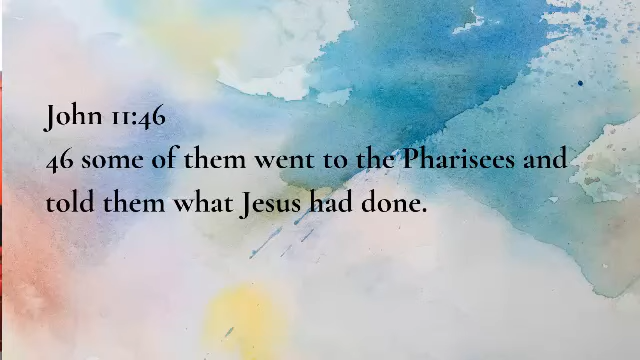 John 11:46
46 some of them went to the Pharisees and
told them what Jesus had done.